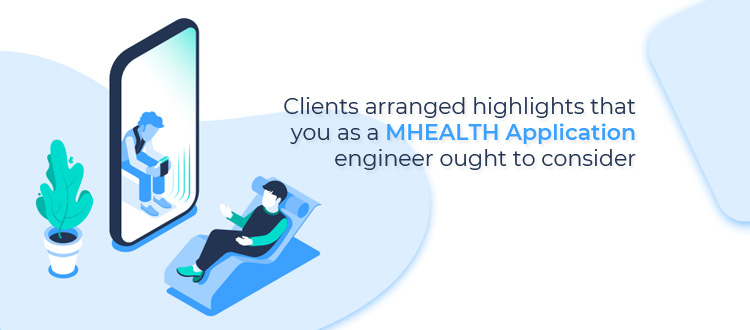 Clients arranged highlights that
you as a MHEALTH Application
engineer ought to consider